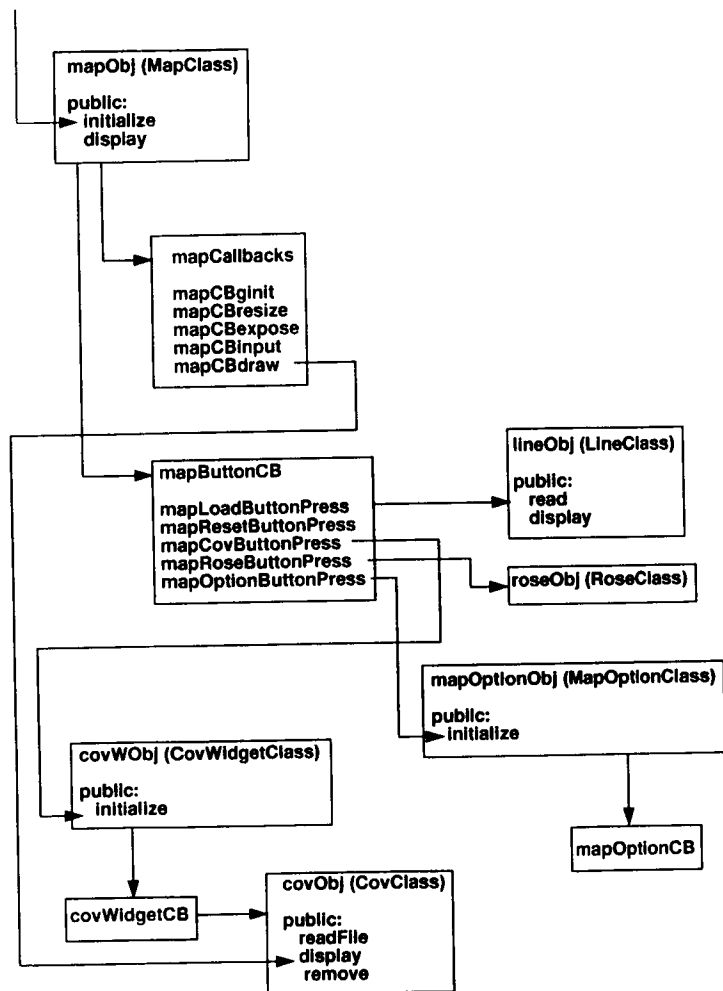 mapObj (MapClass)
public:
initialize
display
mapCallbacks
mapCBginit
mapCBresize
mapCBexpose
mapCBinput
mapCBdraw
mapButtonCB
mapLoadButtonPress
mapResetButtonPress
mapCovButtonPress
mapRoseButtonPress
mapOptionButtonPress
lineObj (LineClass)
public:
read
display
roseObj (RoseClass)
mapOptionObj (MapOptionClass)
public:
initialize
mapOptionCB
covWObj (CovWidgetClass)
public:
initialize
covWidgetCB
covObj (CovClass)
public:
readFile
display
remove